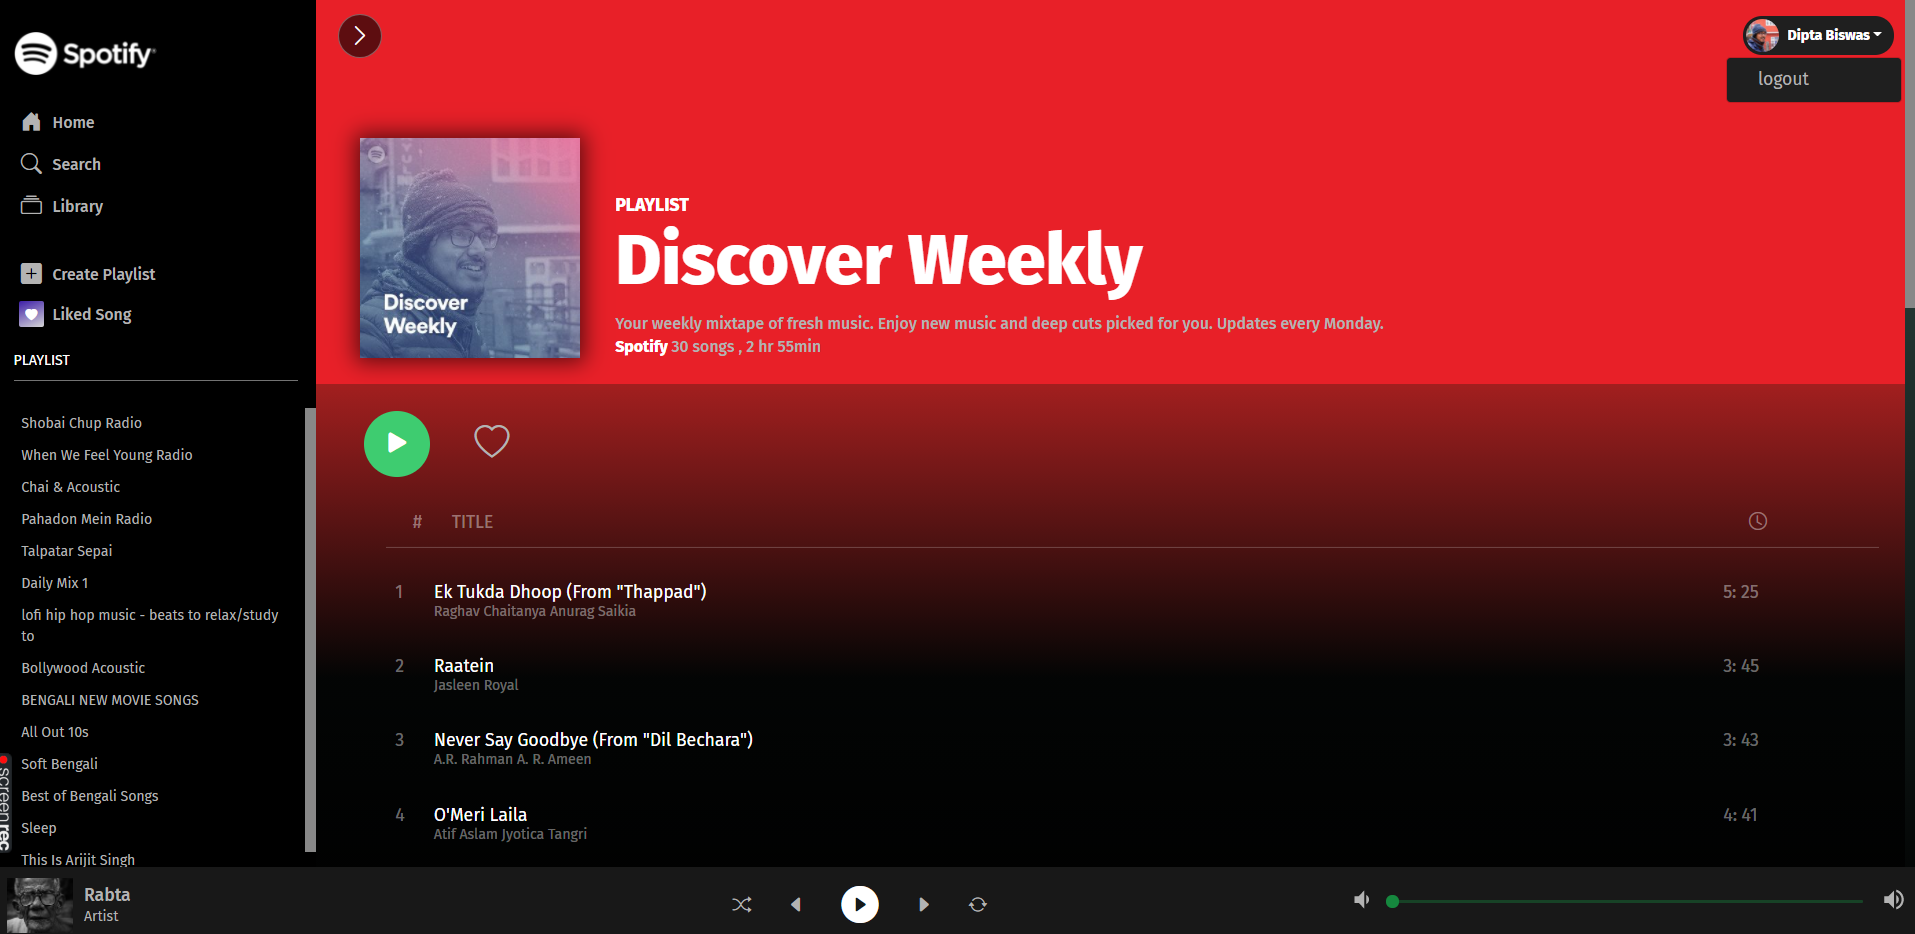 Spotify
Home
Search
Library
Create Playlist
Liked Song
PLAYLIST
Shobai Chup Radio
When We Feel Young Radio
Chai & Acoustic
Pahadon Mein Radio
Talpatar Sepai
Daily Mix 1
lofi hip hop music - beats to relax/study
to
Bollywood Acoustic
BENGALI NEW MOVIE SONGS
All Out 10s
Soft Bengali
Best of Bengali Songs
Sleep
This Is Arijit Singh
screenrec
Dipta Biswas
logout
Discover
Weekly
PLAYLIST
Discover Weekly
Your weekly mixtape of fresh music. Enjoy new music and deep cuts picked for you. Updates every Monday.
Spotify 30 songs , 2 hr 55min
# TITLE
1 Ek Tukda Dhoop (From "Thappad") 5: 25
Raghav Chaitanya Anurag Saikia
2 Raatein 3: 45
Jasleen Royal
3 Never Say Goodbye (From "Dil Bechara") 3: 43
A.R. Rahman A. R. Ameen
4 O'Meri Laila 4: 41
Atif Aslam Jyotica Tangri
Rabta
Artist